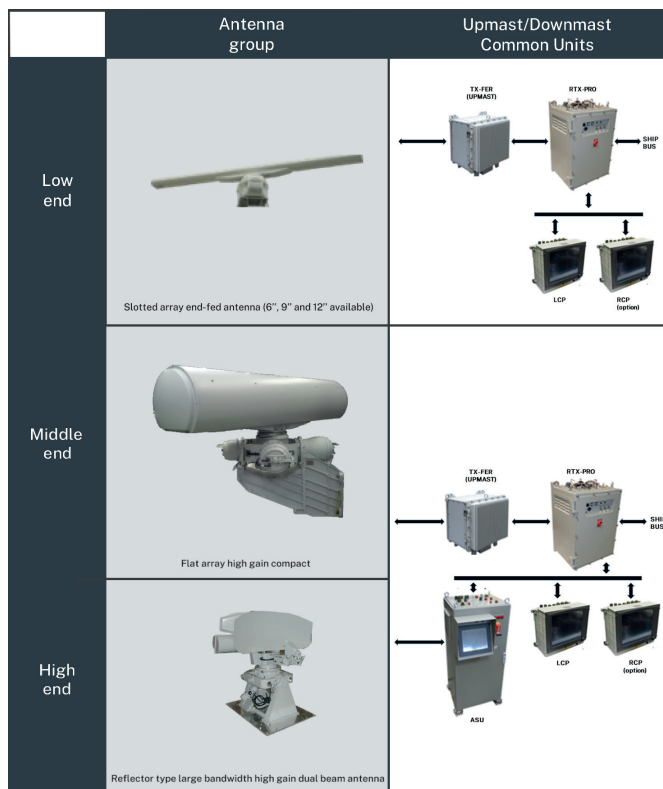 Antenna
group
Upmast/Downmast
Common Units
Low
end
Slotted array end-fed antenna (6’’, 9’’ and 12’’ available)
TX-FER
(UPMAST)
RTX-PRO
SHIP
BUS
LCP
RCP
(option)
Middle
end
Flat array high gain compact
High
end
Reflector type large bandwidth high gain dual beam antenna
TX-FER
(UPMAST)
RTX-PRO
SHIP
BUS
LCP
RCP
(option)
ASU